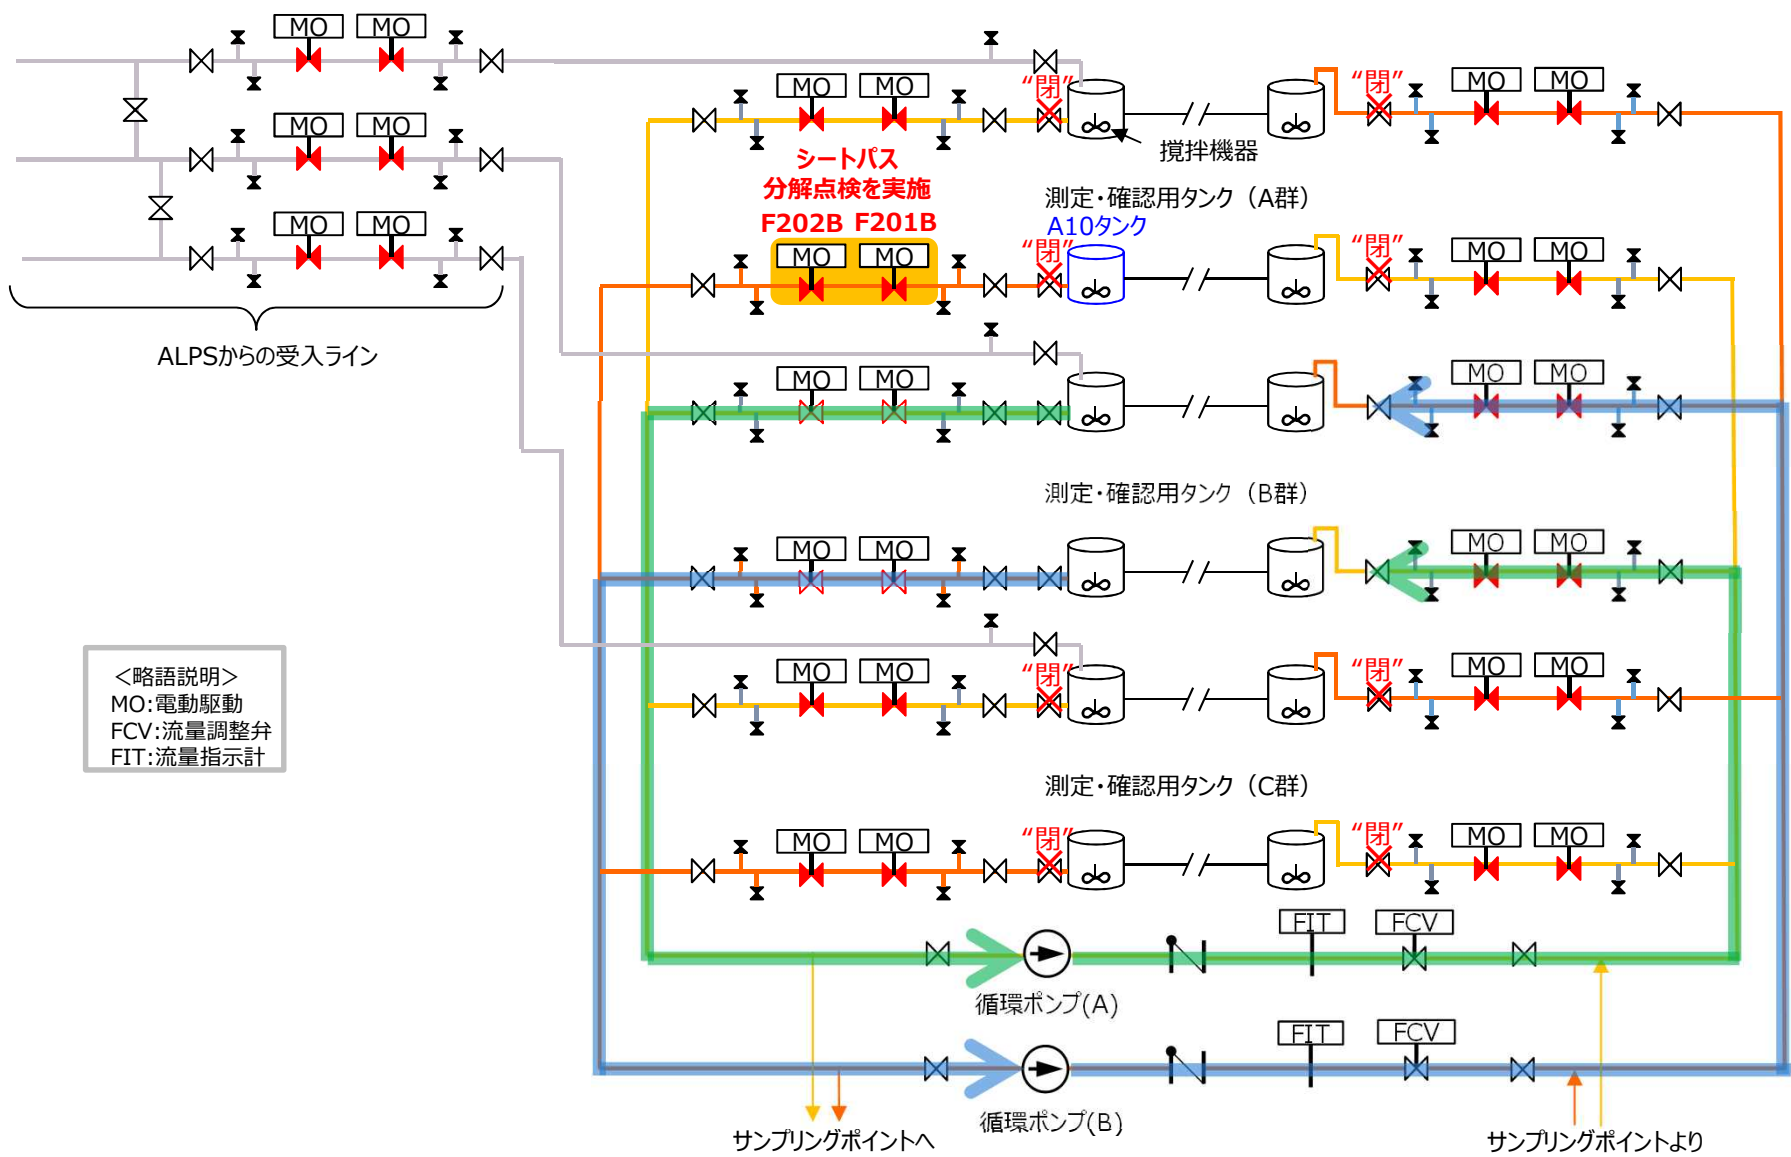 MO MO
MO MO
MO MO
ALPSからの受入ライン
MO MO “閉” “閉” MO MO
撹拌機器
シートパス
分解点検を実施
F202B F201B
測定・確認用タンク（A群）
A10タンク
MO MO “閉” “閉” MO MO
MO MO MO MO
測定・確認用タンク（B群）
MO MO MO MO
<略語説明>
MO:電動駆動
FCV:流量調整弁
FIT:流量指示計
MO MO “閉” “閉” MO MO
測定・確認用タンク（C群）
MO MO “閉” “閉” MO MO
FIT FCV
循環ポンプ(A)
FIT FCV
循環ポンプ(B)
サンプリングポイントへ
サンプリングポイントより